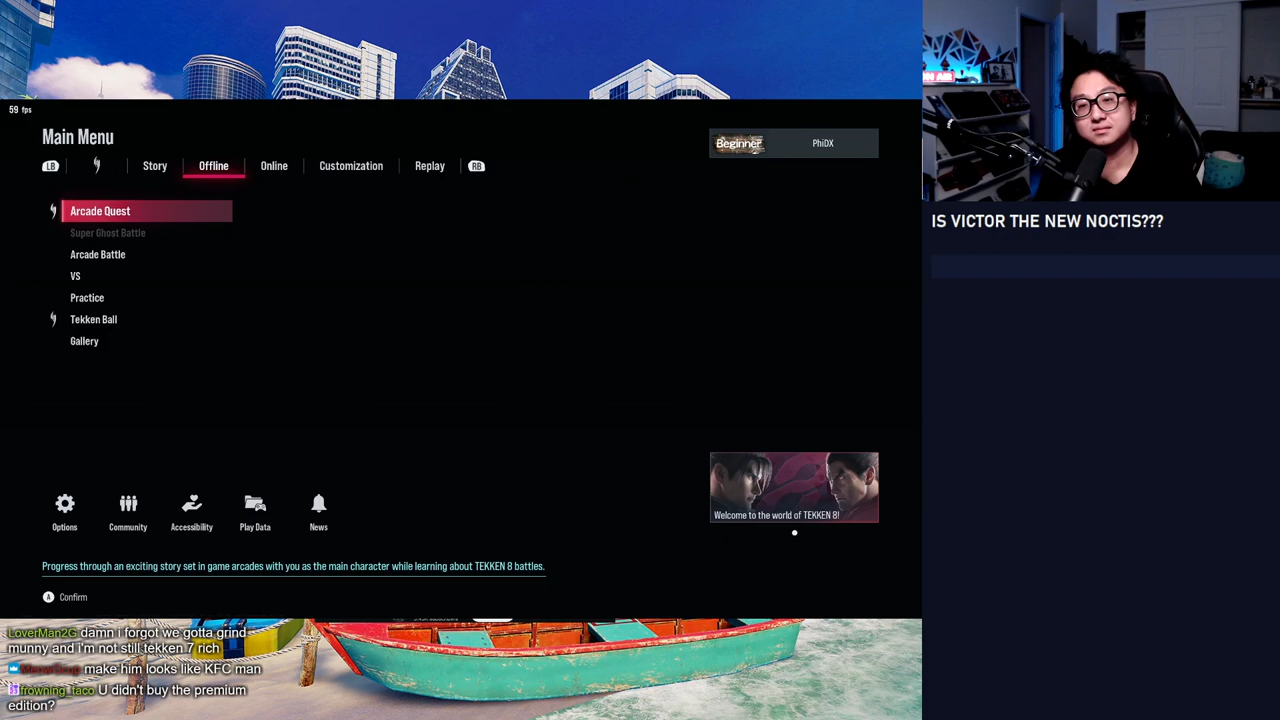 59 fps
Main Menu
LB
Story
Offline
Online
Customization
Replay
RB
Beginner
PhiDX
Arcade Quest
Super Ghost Battle
Arcade Battle
VS
Practice
Tekken Ball
Gallery
Welcome to the world of TEKKEN 8!
Options
Community
Accessibility
Play Data
News
Progress through an exciting story set in game arcades with you as the main character while learning about TEKKEN 8 battles.
A Confirm
LoverMan2G damn i forgot we gotta grind
munny and i'm not still tekken 7 rich
make him looks like KFC man
frowning_taco U didn't buy the premium
edition?
IS VICTOR THE NEW NOCTIS???